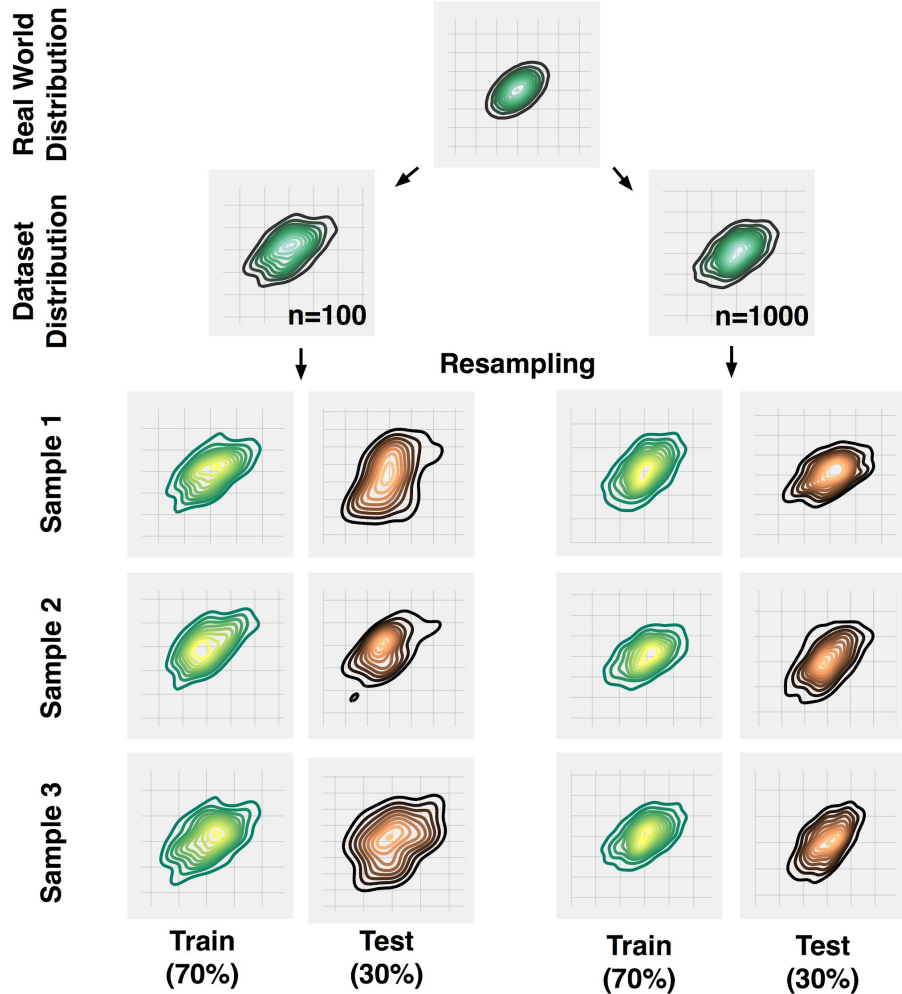 Real World
Distribution
Dataset
Distribution
n=100
n=1000
Resampling
Sample 1
Sample 2
Sample 3
Train
(70%)
Test
(30%)
Train
(70%)
Test
(30%)